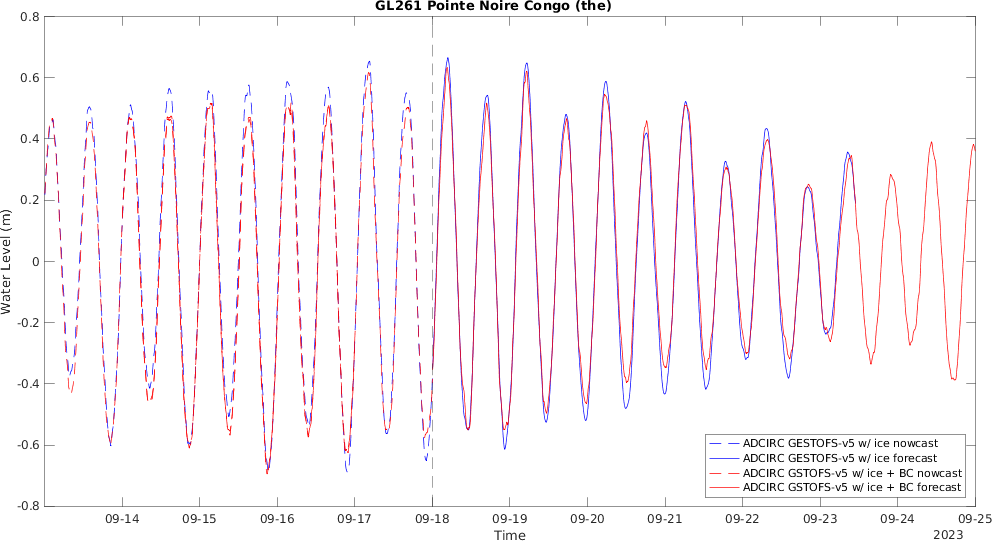 GL261 Pointe Noire Congo (the)
0.8
0.6
0.4
0.2
0
-0.2
-0.4
-0.6
-0.8
Water Level (m)
ADCIRC GESTOFS-v5 w/ ice nowcast
ADCIRC GESTOFS-v5 w/ ice forecast
ADCIRC GSTOFS-v5 w/ ice + BC nowcast
ADCIRC GSTOFS-v5 w/ ice + BC forecast
09-14 09-15 09-16 09-17 09-18 09-19 09-20 09-21 09-22 09-23 09-24 09-25
Time
2023